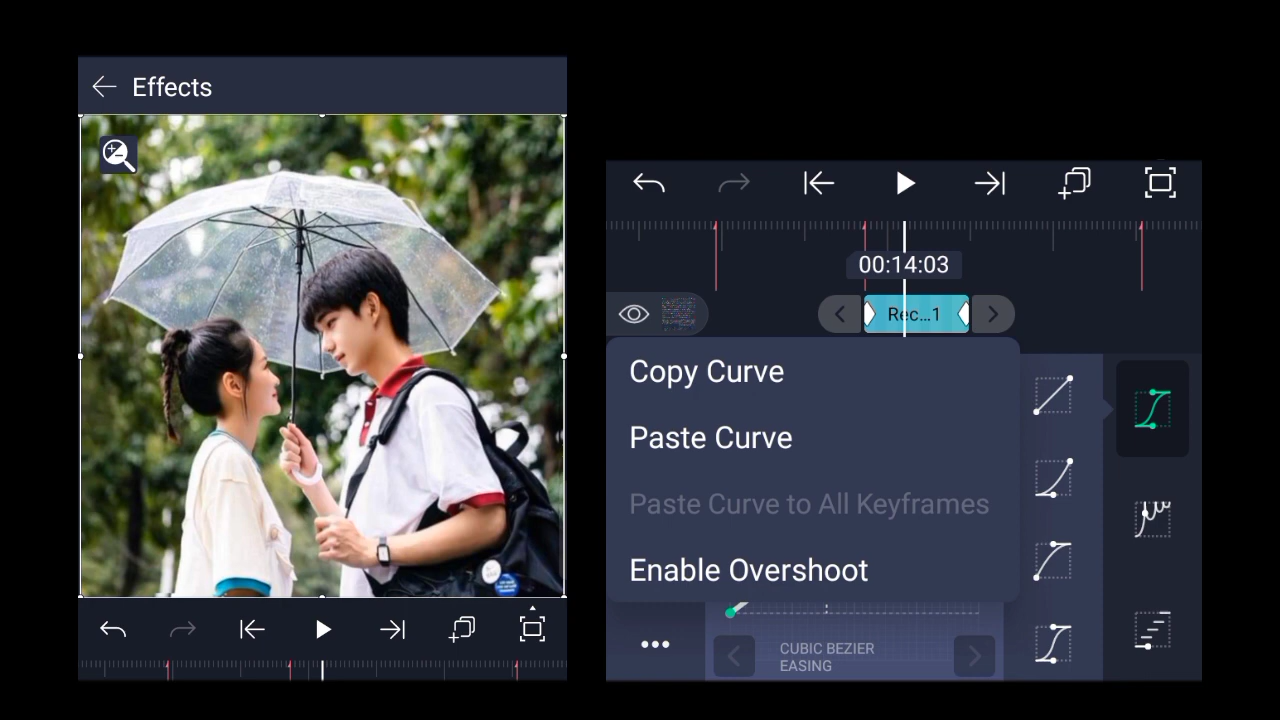 Effects
00:14:03
Rec...1
Copy Curve
Paste Curve
Paste Curve to All Keyframes
Enable Overshoot
CUBIC BEZIER
EASING